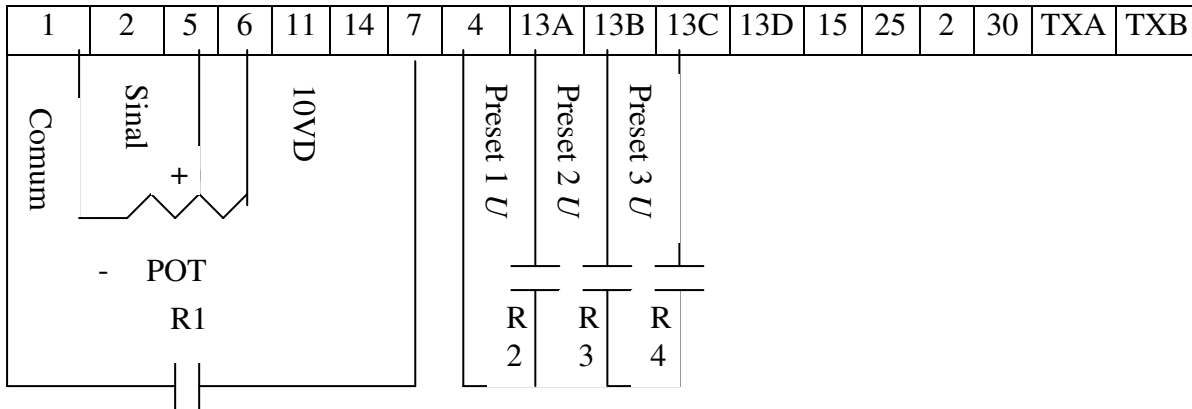 1 2 5 6 11 14 7 4 13A 13B 13C 13D 15 25 2 30 TXA TXB
Comum
Sinal
10VD
Preset 1 U
Preset 2 U
Preset 3 U
+
- POT
R1
R
2
R
3
R
4